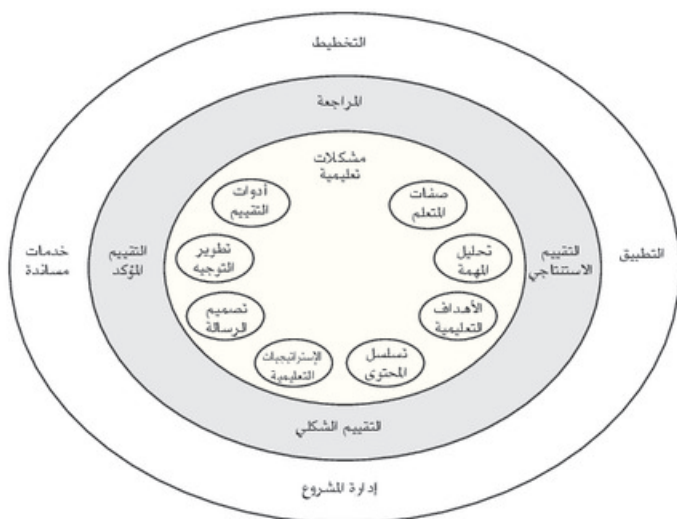 التخطيط
المراجعة
مشكلات
تعليمية
صفات
المتعلم
أدوات
التقييم
تحليل
المهمة
تطوير
التوجيه
الأهداف
التعليمية
تصميم
الرسالة
تسلسل
المحتوى
الإستراتيجيات
التعليمية
التطبيق
التقييم
الاستنتاجي
التقييم
المؤكد
خدمات
مساندة
التقييم الشكلي
إدارة المشروع